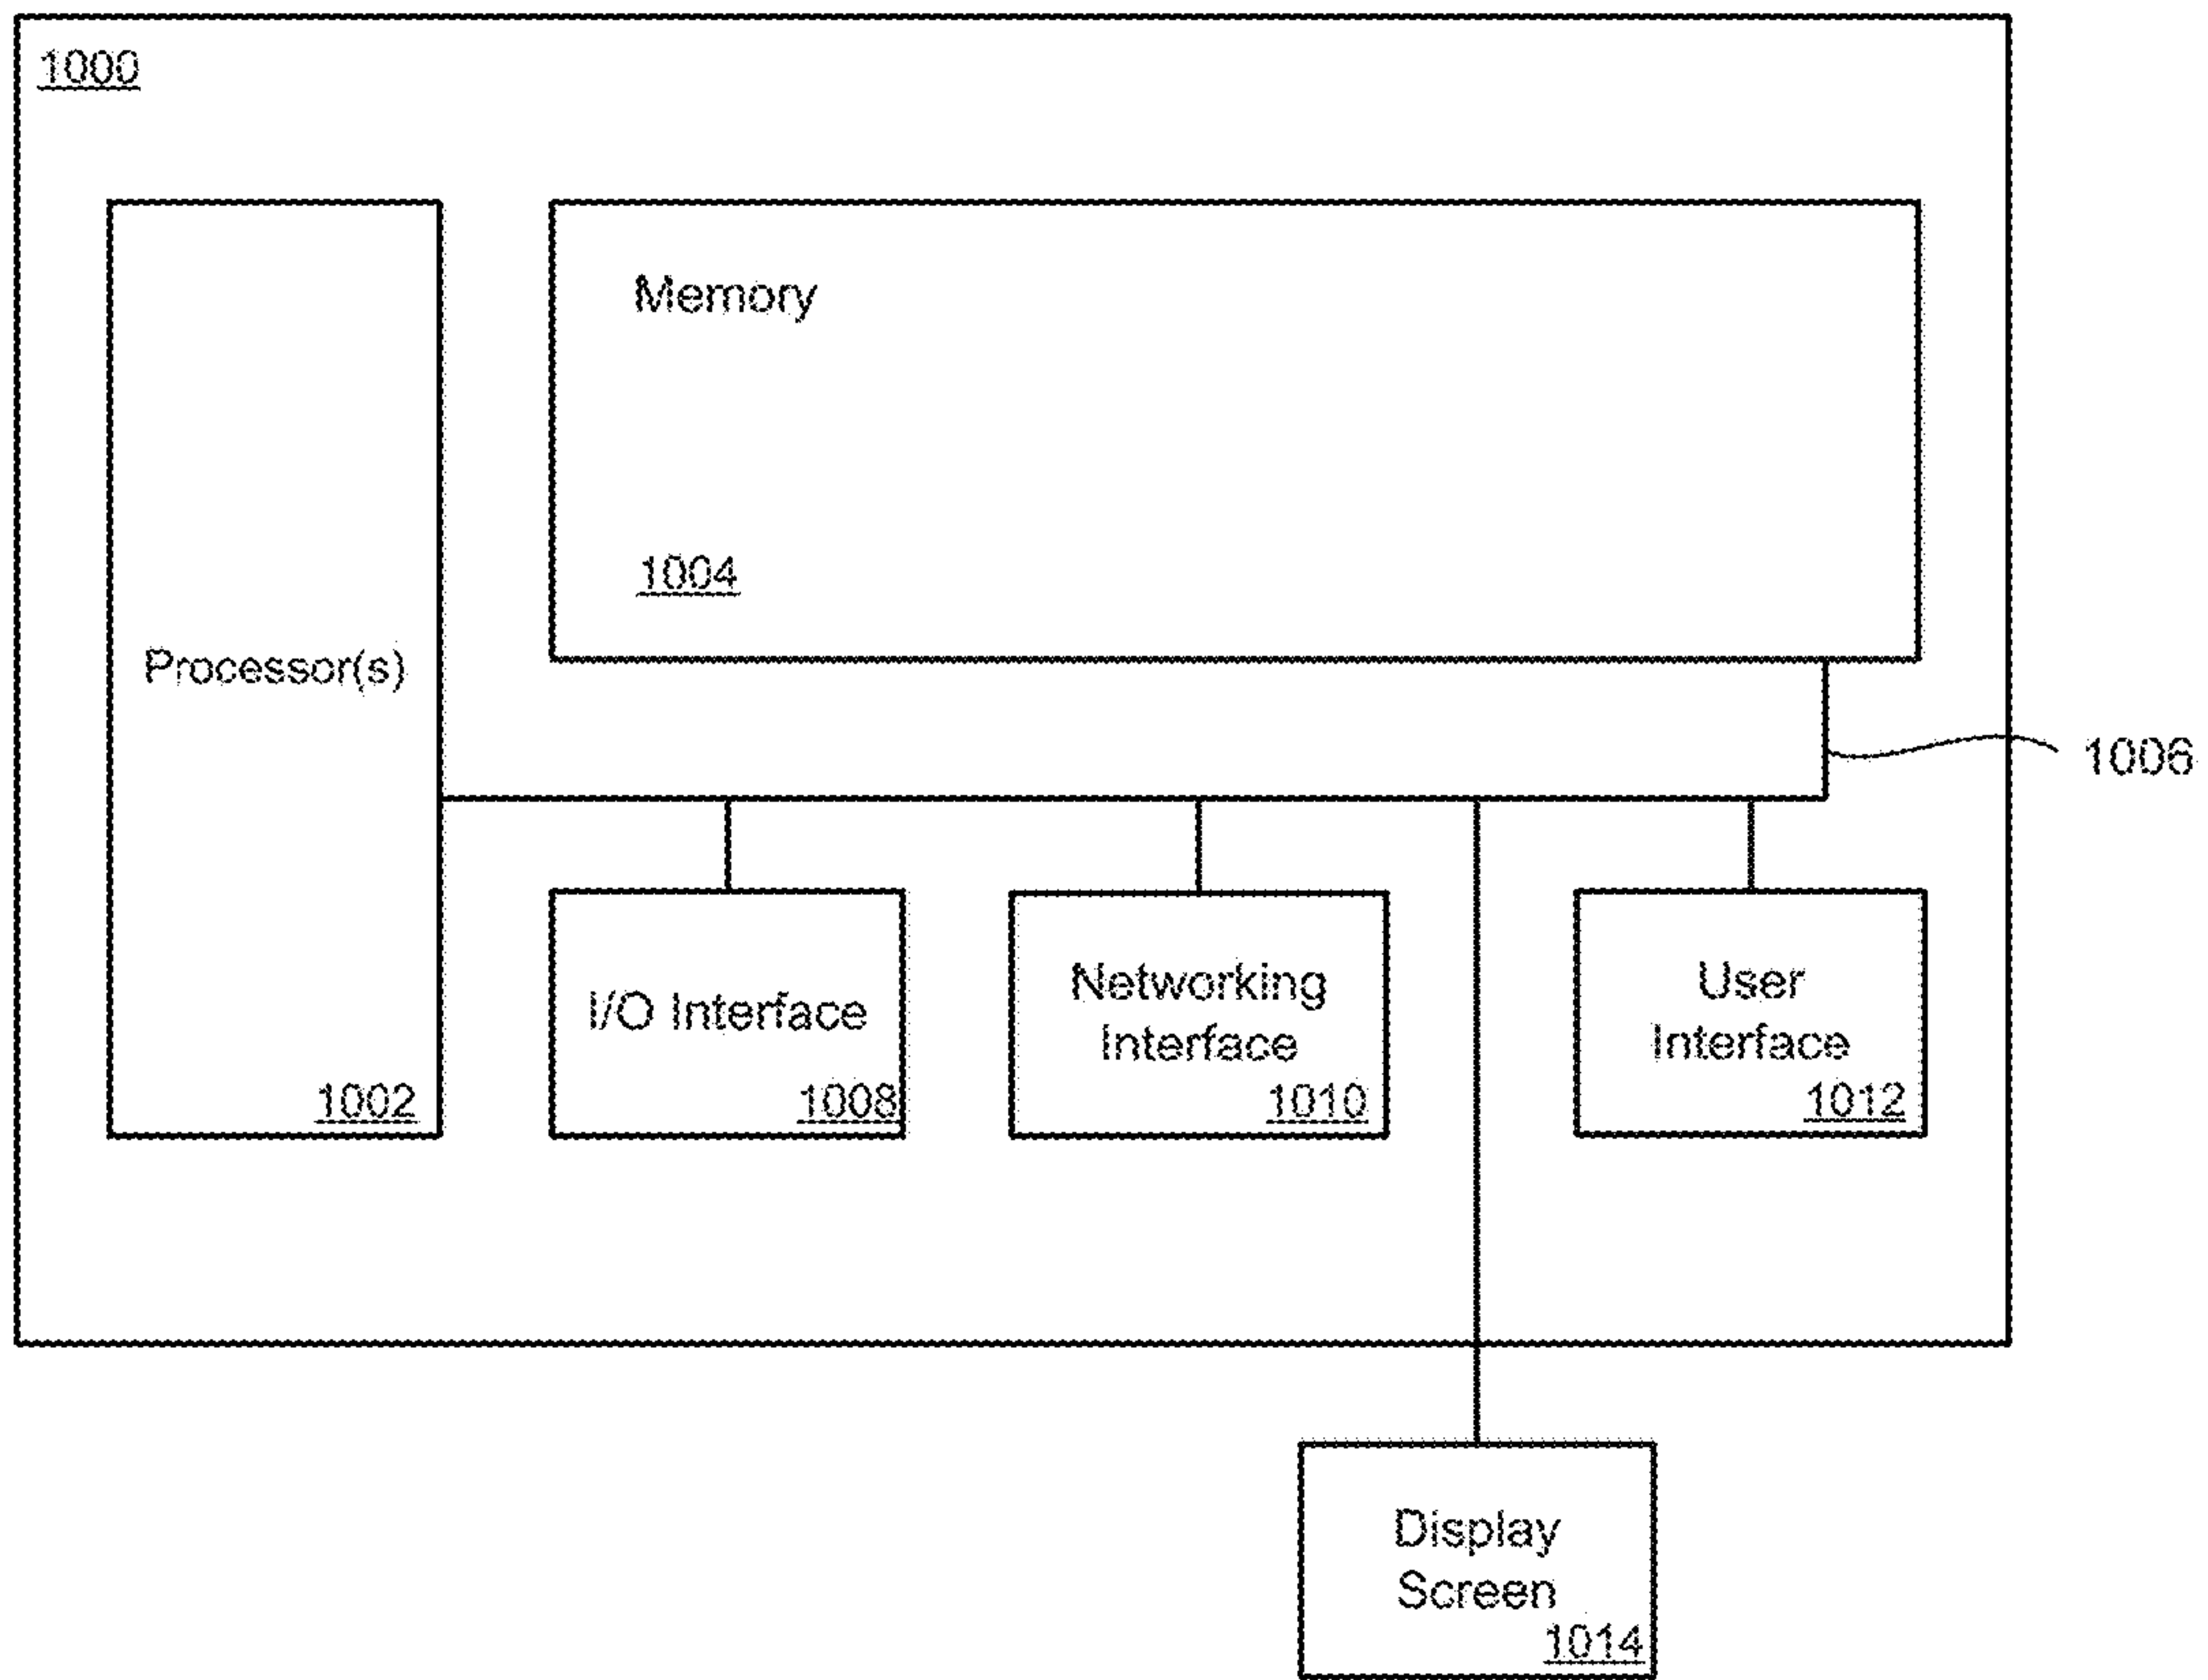 1000
Memory
1004
Processor(s)
1002
1006
I/O Interface
1008
Networking
Interface
1010
User
Interface
1012
Display
Screen
1014